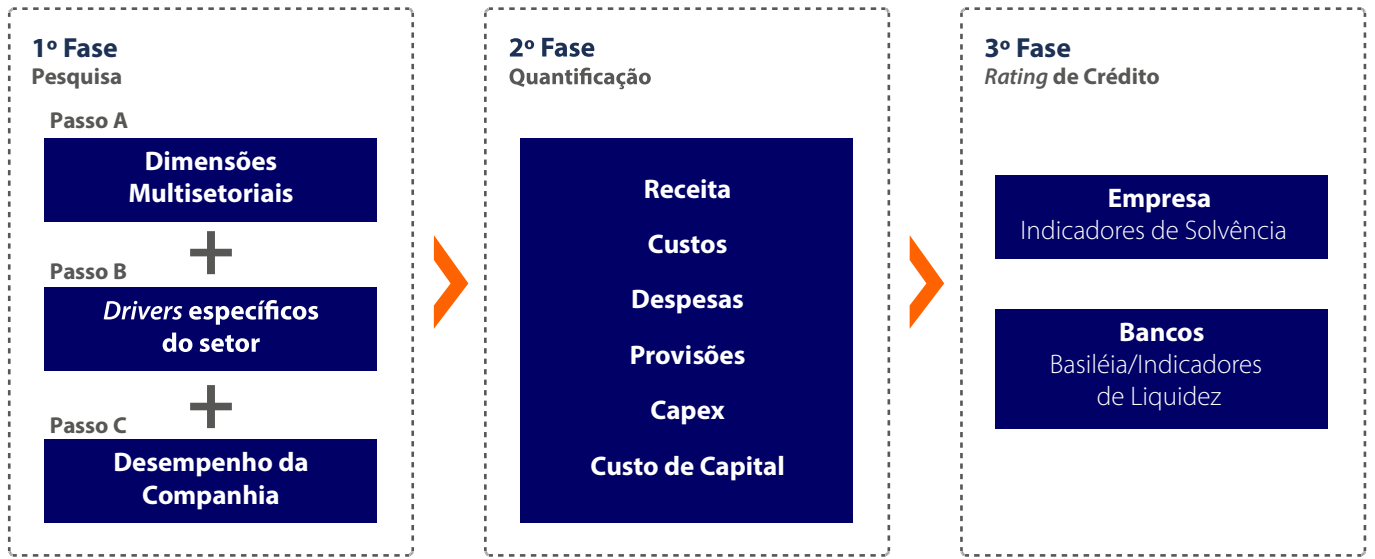 1º Fase
Pesquisa
Passo A
Dimensões
Multisetoriais
+
Passo B
Drivers específicos
do setor
+
Passo C
Desempenho da
Companhia
2º Fase
Quantificação
Receita
Custos
Despesas
Provisões
Capex
Custo de Capital
3º Fase
Rating de Crédito
Empresa
Indicadores de Solvência
Bancos
Basiléia/Indicadores
de Liquidez